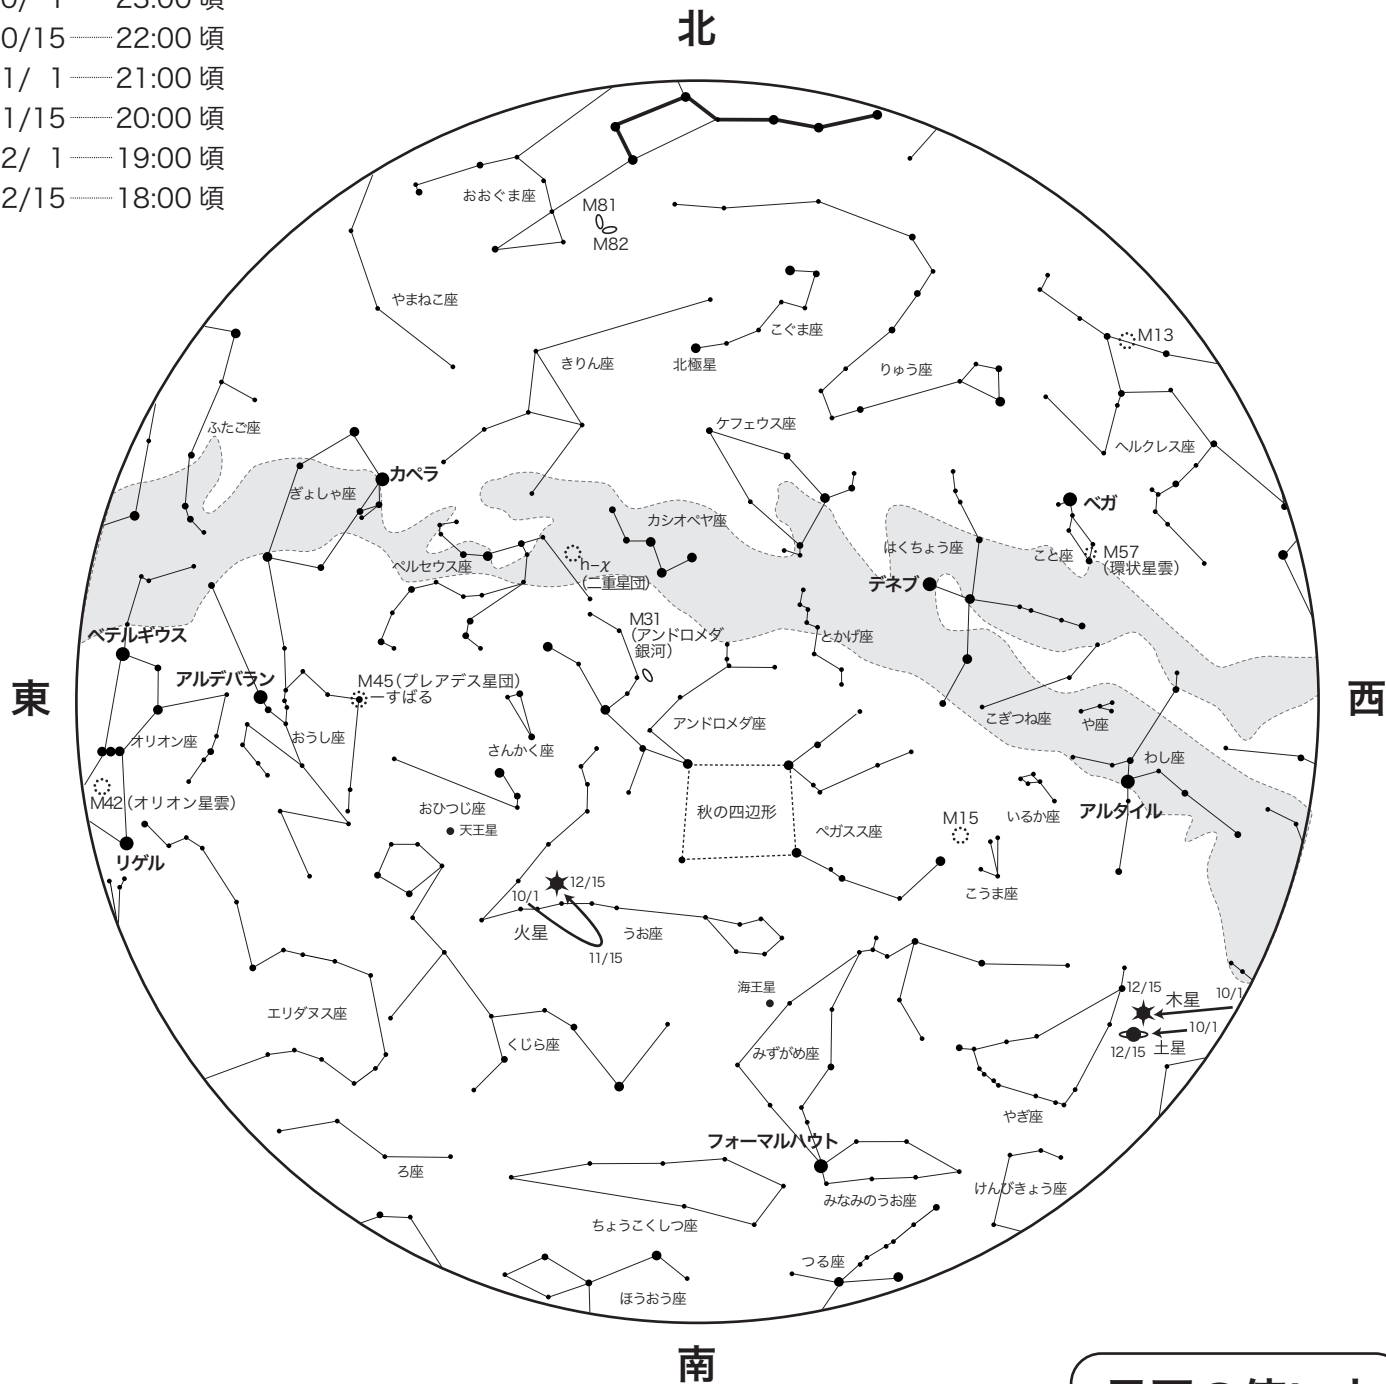 0/15 22:00 頃
1/ 1 21:00 頃
1/15 20:00 頃
2/ 1 19:00 頃
2/15 18:00 頃
北
おおぐま座
M81
M82
やまねこ座
こぐま座
北極星
きりん座
りゅう座
M13
ヘルクレス座
ふたご座
ケフェウス座
カペラ
ぎょしゃ座
カシオペヤ座
ベガ
はくちょう座
こと座
M57
(環状星雲)
ペルセウス座
h-χ
(二重星団)
デネブ
M31
(アンドロメダ
銀河)
とかげ座
ベテルギウス
アルデバラン
M45(プレアデス星団)
ーすばる
東
西
オリオン座
おうし座
さんかく座
アンドロメダ座
こぎつね座
や座
わし座
M42(オリオン星雲)
おひつじ座
天王星
秋の四辺形
ペガスス座
M15
いるか座
アルタイル
リゲル
こうま座
12/15
10/1
火星
11/15
うお座
海王星
12/15
木星
10/1
10/1
12/15
土星
エリダヌス座
くじら座
みずがめ座
やぎ座
フォーマルハウト
ろ座
みなみのうお座
けんびきょう座
ちょうこくしつ座
つる座
ほうおう座
南